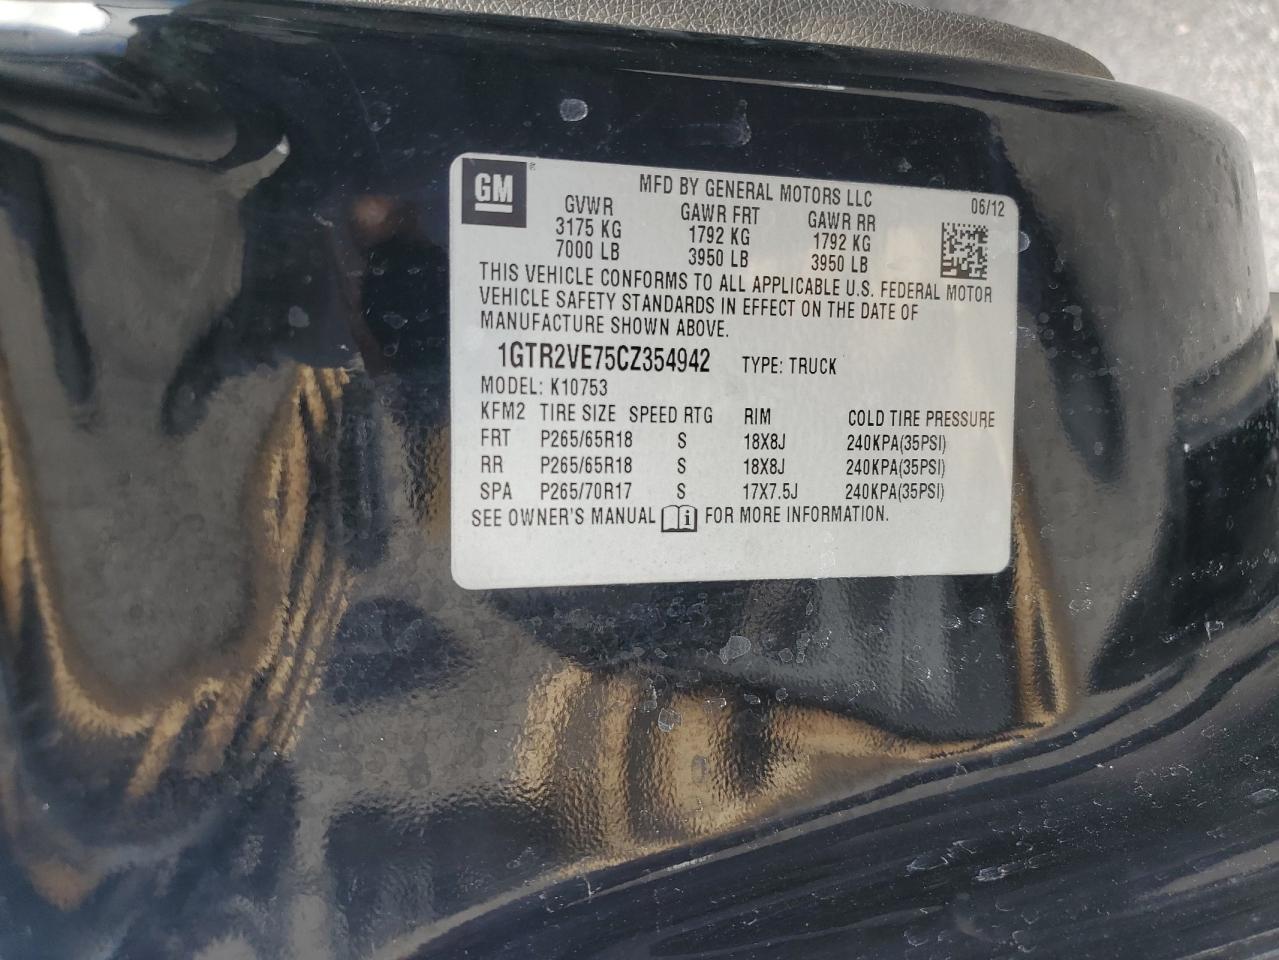 GM® MFD BY GENERAL MOTORS LLC 06/12
GVWR GAWR FRT GAWR RR
3175 KG 1792 KG 1792 KG
7000 LB 3950 LB 3950 LB
THIS VEHICLE CONFORMS TO ALL APPLICABLE U.S. FEDERAL MOTOR
VEHICLE SAFETY STANDARDS IN EFFECT ON THE DATE OF
MANUFACTURE SHOWN ABOVE.
1GTR2VE75CZ354942 TYPE: TRUCK
MODEL: K10753
KFM2 TIRE SIZE SPEED RTG RIM COLD TIRE PRESSURE
FRT P265/65R18 S 18X8J 240KPA(35PSI)
RR P265/65R18 S 18X8J 240KPA(35PSI)
SPA P265/70R17 S 17X7.5J 240KPA(35PSI)
SEE OWNER'S MANUAL i FOR MORE INFORMATION.